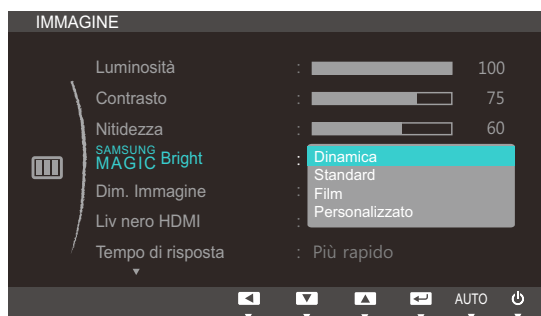 IMMAGINE
Luminosità : 100
Contrasto : 75
Nitidezza : 60
SAMSUNG MAGIC Bright : Dinamica
Standard
Film
Personalizzato
Dim. Immagine :
Liv nero HDMI :
Tempo di risposta : Più rapido
AUTO